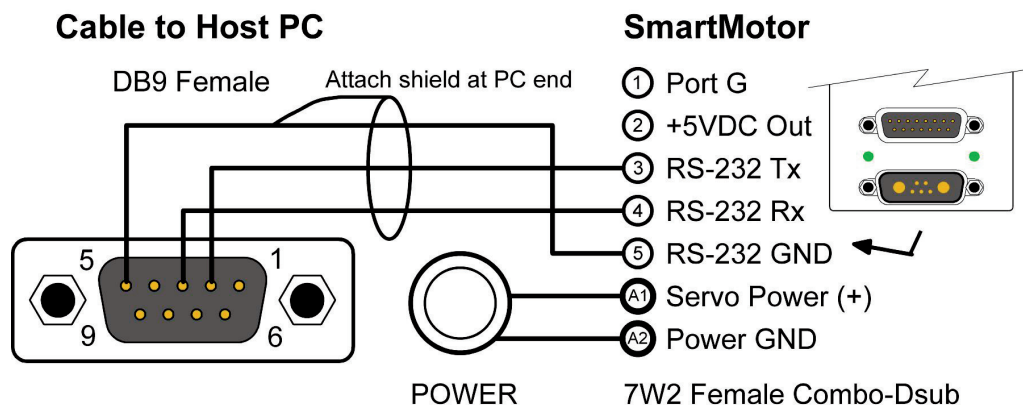 Cable to Host PC
SmartMotor
DB9 Female
Attach shield at PC end
1 Port G
2 +5VDC Out
3 RS-232 Tx
4 RS-232 Rx
5 RS-232 GND
A1 Servo Power (+)
A2 Power GND
5
1
9
6
POWER
7W2 Female Combo-Dsub